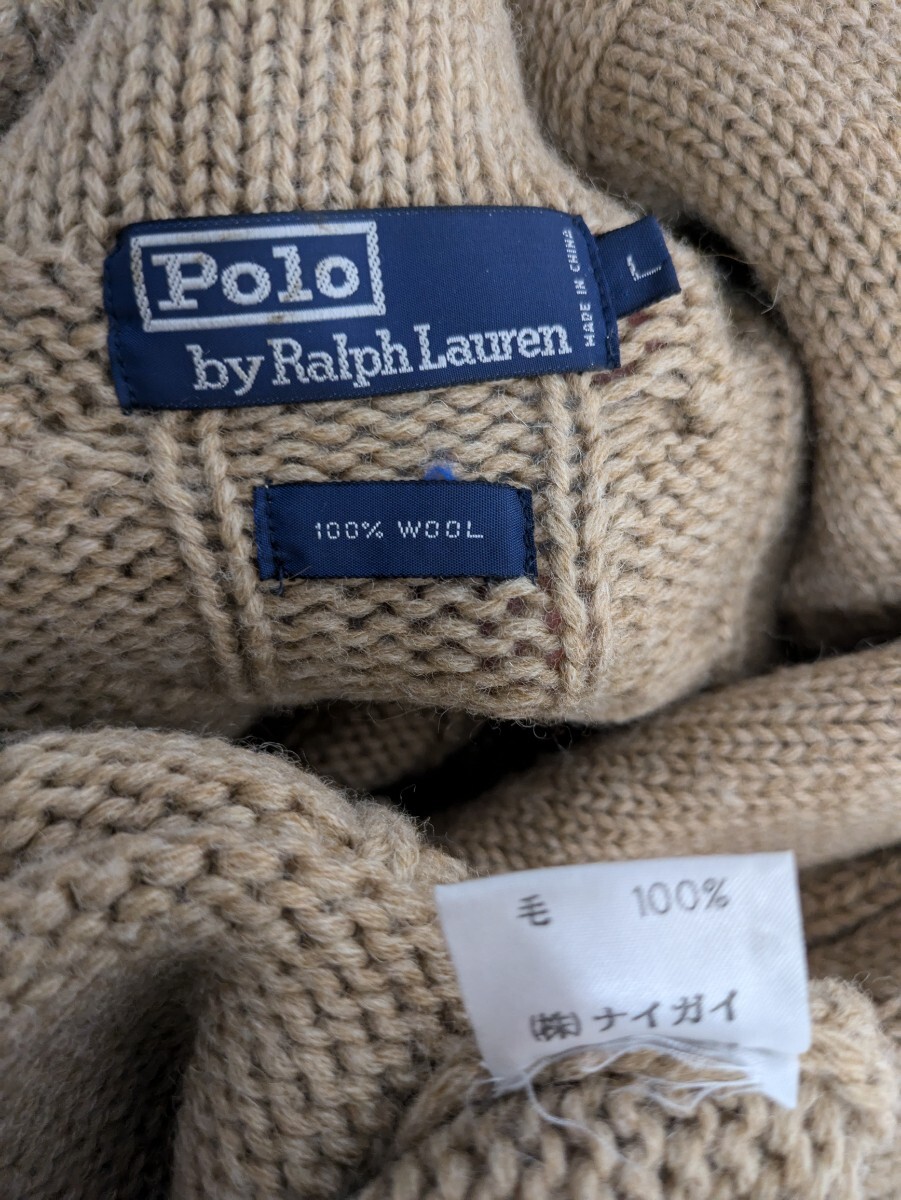 Polo
by Ralph Lauren
MADE IN CHINA
L
100% WOOL
毛 100%
(株)ナイガイ